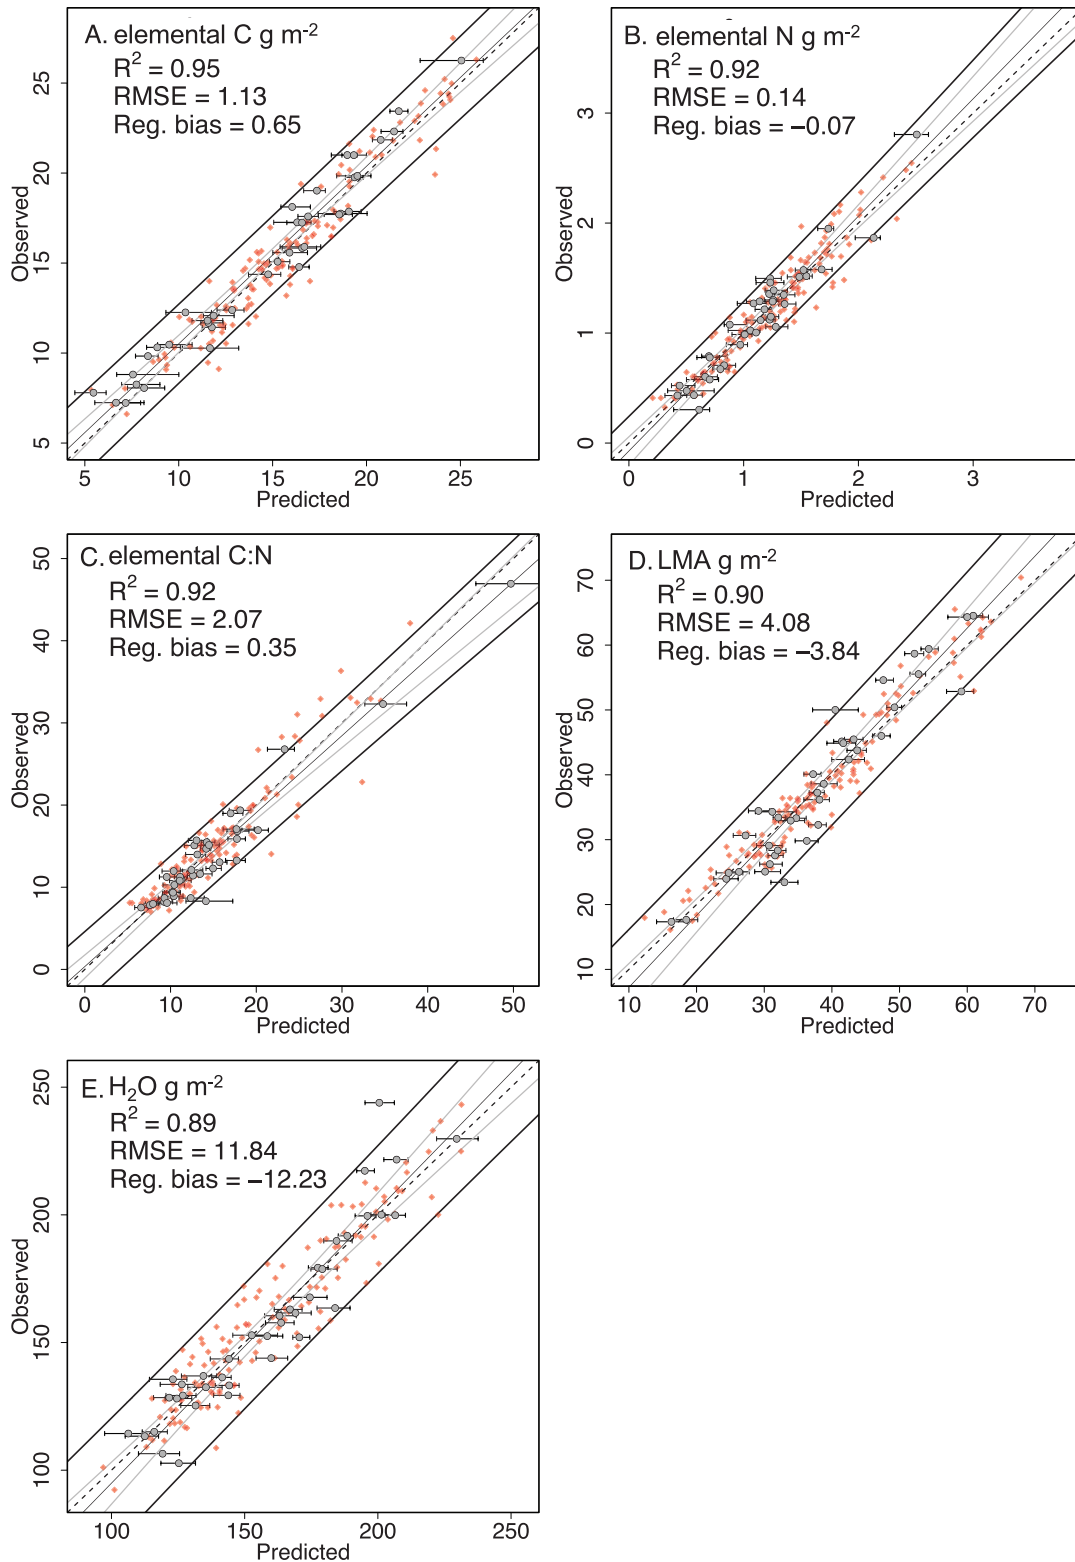 A. elemental C g m-2
R2 = 0.95
RMSE = 1.13
Reg. bias = 0.65
Observed
5 10 15 20 25
5 10 15 20 25
Predicted
B. elemental N g m-2
R2 = 0.92
RMSE = 0.14
Reg. bias = −0.07
Observed
0 1 2 3
0 1 2 3
Predicted
C. elemental C:N
R2 = 0.92
RMSE = 2.07
Reg. bias = 0.35
Observed
0 10 20 30 40 50
0 10 20 30 40 50
Predicted
D. LMA g m-2
R2 = 0.90
RMSE = 4.08
Reg. bias = −3.84
Observed
10 20 30 40 50 60 70
10 20 30 40 50 60 70
Predicted
E. H2O g m-2
R2 = 0.89
RMSE = 11.84
Reg. bias = −12.23
Observed
100 150 200 250
100 150 200 250
Predicted